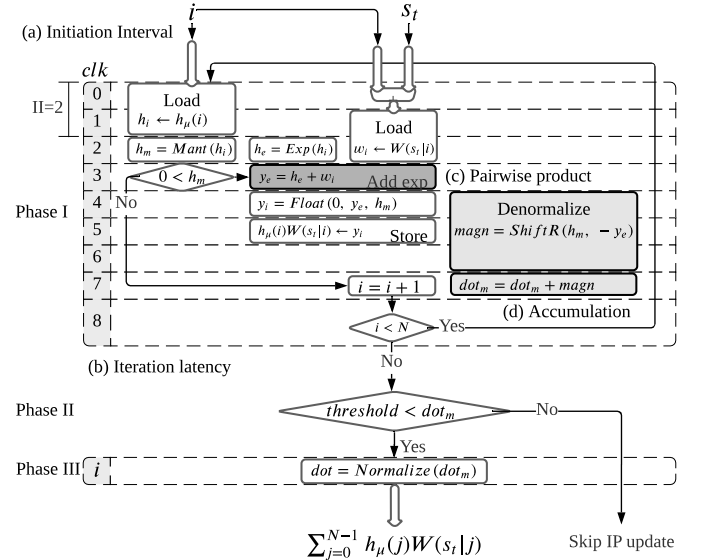 i
s_t
(a) Initiation Interval
clk
0
II=2
Load
h_i ← h_μ(i)
1
Load
w_i ← W(s_t|i)
2
h_m = Mant(h_i)
h_e = Exp(h_i)
3
0 < h_m
y_e = h_e + w_i
Add exp
(c) Pairwise product
No
Phase I
4
y_i = Float(0, y_e, h_m)
Denormalize
magn = ShiftR(h_m, − y_e)
5
h_μ(i)W(s_t|i) ← y_i
Store
6
7
i = i + 1
dot_m = dot_m + magn
(d) Accumulation
8
i < N
Yes
(b) Iteration latency
No
Phase II
threshold < dot_m
No
Yes
Phase III
i
dot = Normalize(dot_m)
∑_{j=0}^{N−1} h_μ(j)W(s_t|j)
Skip IP update